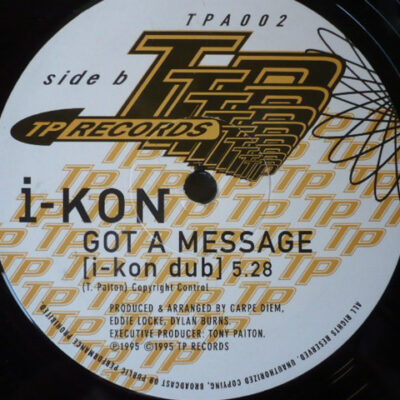 TPA002
side b
TP
TP RECORDS
i-KON
GOT A MESSAGE
[i-kon dub] 5.28
(T. Paiton) Copyright Control
PRODUCED & ARRANGED BY CARPE DIEM,
EDDIE LOCKE, DYLAN BURNS.
EXECUTIVE PRODUCER: TONY PAITON.
℗1995 ©1995 TP RECORDS
ALL RIGHTS RESERVED. UNAUTHORIZED COPYING, BROADCAST OR PUBLIC PERFORMANCE PROHIBITED.